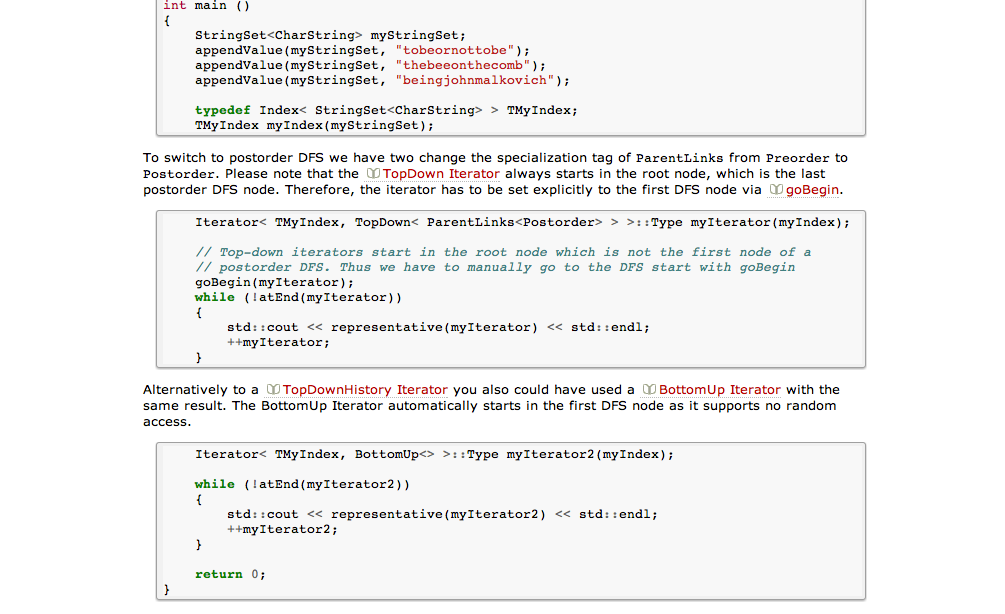 int main ()
{
StringSet<CharString> myStringSet;
appendValue(myStringSet, "tobeornottobe");
appendValue(myStringSet, "thebeeonthecomb");
appendValue(myStringSet, "beingjohnmalkovich");
typedef Index< StringSet<CharString> > TMyIndex;
TMyIndex myIndex(myStringSet);
To switch to postorder DFS we have two change the specialization tag of ParentLinks from Preorder to
Postorder. Please note that the TopDown Iterator always starts in the root node, which is the last
postorder DFS node. Therefore, the iterator has to be set explicitly to the first DFS node via goBegin.
Iterator< TMyIndex, TopDown< ParentLinks<Postorder> > >::Type myIterator(myIndex);
// Top-down iterators start in the root node which is not the first node of a
// postorder DFS. Thus we have to manually go to the DFS start with goBegin
goBegin(myIterator);
while (!atEnd(myIterator))
{
std::cout << representative(myIterator) << std::endl;
++myIterator;
}
Alternatively to a TopDownHistory Iterator you also could have used a BottomUp Iterator with the
same result. The BottomUp Iterator automatically starts in the first DFS node as it supports no random
access.
Iterator< TMyIndex, BottomUp<> >::Type myIterator2(myIndex);
while (!atEnd(myIterator2))
{
std::cout << representative(myIterator2) << std::endl;
++myIterator2;
}
return 0;
}